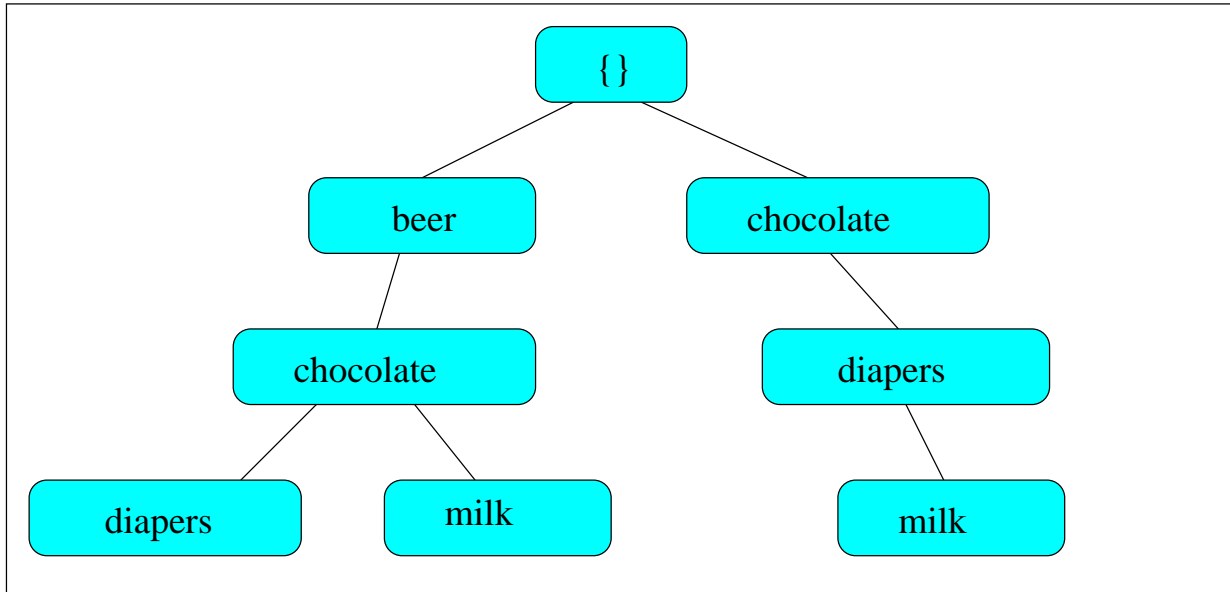 {}
beer
chocolate
chocolate
diapers
diapers
milk
milk